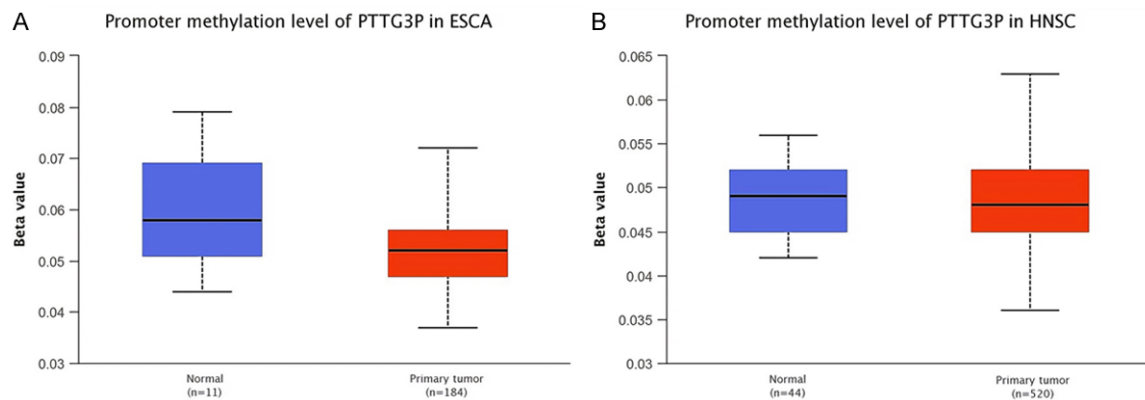 A
Promoter methylation level of PTTG3P in ESCA
Beta value
0.09
0.08
0.07
0.06
0.05
0.04
0.03
Normal
(n=11)
Primary tumor
(n=184)
B
Promoter methylation level of PTTG3P in HNSC
Beta value
0.065
0.06
0.055
0.05
0.045
0.04
0.035
0.03
Normal
(n=44)
Primary tumor
(n=520)